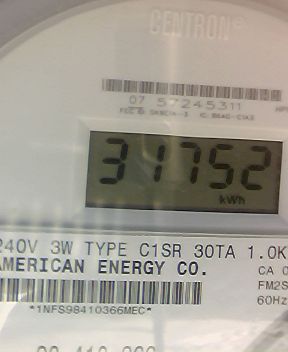 CENTRON®
07 57245311
31752
kWh
240V 3W TYPE C1SR 30TA 1.0K
AMERICAN ENERGY CO.
CA 0
FM2S
60Hz
*1NFS98410366MEC*